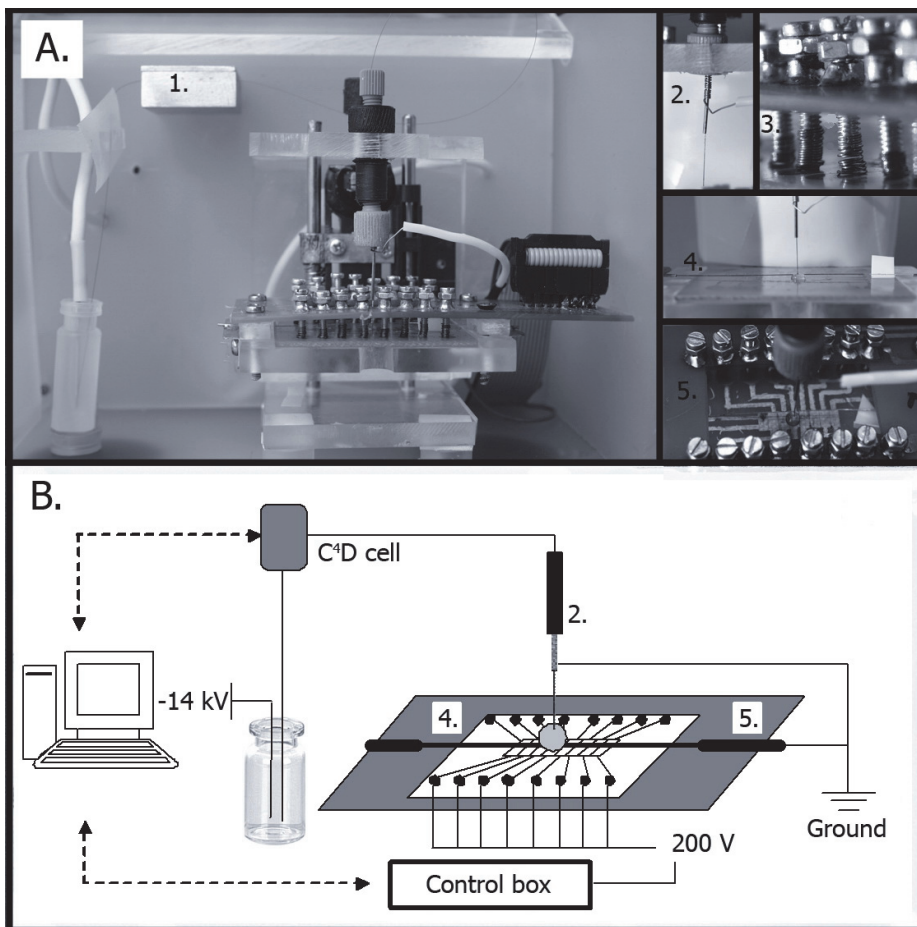 A.
1.
2.
3.
4.
5.
B.
C⁴D cell
2.
-14 kV
4.
5.
200 V
Ground
Control box